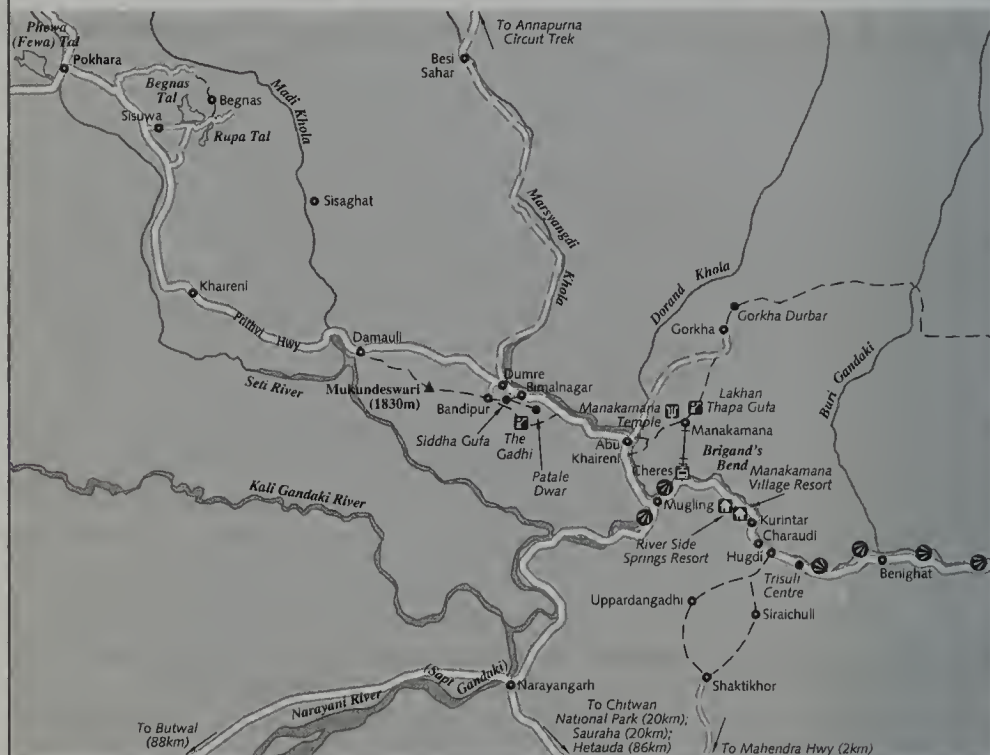 Phewa
(Fewa) Tal
Pokhara
To Annapurna
Circuit Trek
Besi
Sahar
Begnas
Tal
Begnas
Sisuwa
Rupa Tal
Madi Khola
Sisaghat
Marsyangdi
Khola
Dorand Khola
Khaireni
Prithvi Hwy
Gorkha Durbar
Gorkha
Damauli
Buri Gandaki
Seti River
Mukundeswari
(1830m)
Dumre
Bimalnagar
Bandipur
Siddha Gufa
The
Gadhi
Patale
Dwar
Manakamana
Temple
Lakhan
Thapa Gufa
Manakamana
Abu
Khaireni
Cheres
Brigand's
Bend
Manakamana
Village Resort
Kali Gandaki River
Mugling
Kurintar
River Side
Springs Resort
Charaudi
Hugdi
Trisuli
Centre
Benighat
Uppardangadhi
Siraichuli
Shaktikhor
(Sapt Gandaki)
Narayani River
Narayangarh
To Butwal
(88km)
To Chitwan
National Park (20km);
Sauraha (20km);
Hetauda (86km)
To Mahendra Hwy (2km)